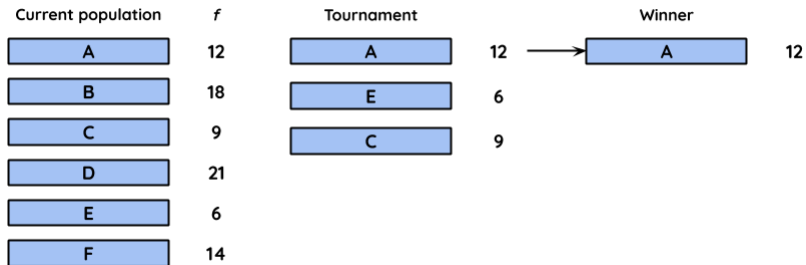 Current population f Tournament Winner
A 12 A 12 A 12
B 18 E 6
C 9 C 9
D 21
E 6
F 14